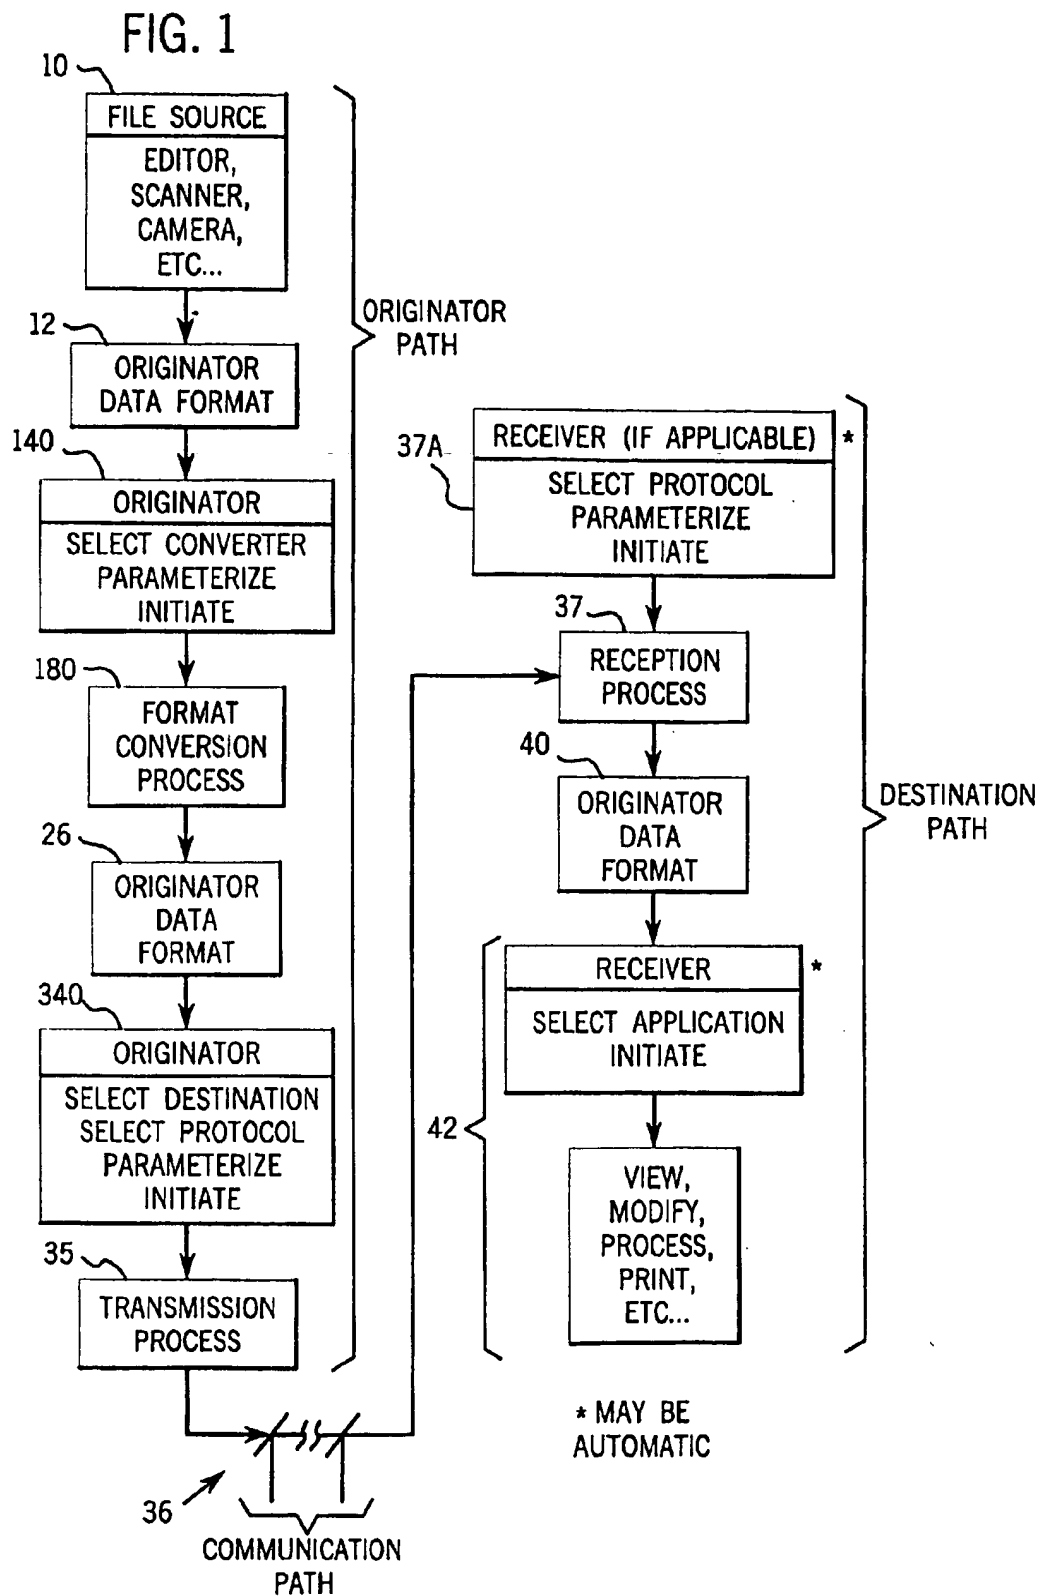 FIG. 1
10
FILE SOURCE
EDITOR,
SCANNER,
CAMERA,
ETC...
12
ORIGINATOR
DATA FORMAT
140
ORIGINATOR
SELECT CONVERTER
PARAMETERIZE
INITIATE
180
FORMAT
CONVERSION
PROCESS
26
ORIGINATOR
DATA
FORMAT
340
ORIGINATOR
SELECT DESTINATION
SELECT PROTOCOL
PARAMETERIZE
INITIATE
35
TRANSMISSION
PROCESS
ORIGINATOR
PATH
36
COMMUNICATION
PATH
37A
RECEIVER (IF APPLICABLE) *
SELECT PROTOCOL
PARAMETERIZE
INITIATE
37
RECEPTION
PROCESS
40
ORIGINATOR
DATA
FORMAT
42
RECEIVER *
SELECT APPLICATION
INITIATE
VIEW,
MODIFY,
PROCESS,
PRINT,
ETC...
DESTINATION
PATH
* MAY BE
AUTOMATIC